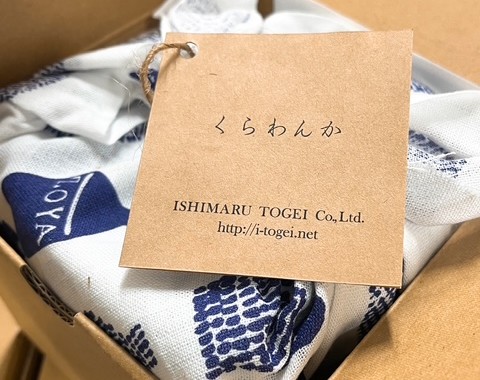 くらわんか
ISHIMARU TOGEI Co.,Ltd.
http://i-togei.net